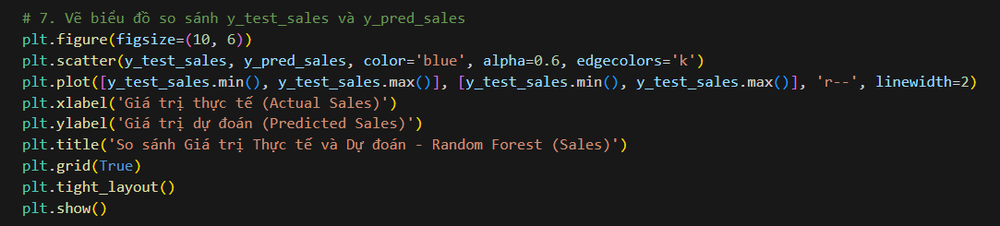 # 7. Vẽ biểu đồ so sánh y_test_sales và y_pred_sales
plt.figure(figsize=(10, 6))
plt.scatter(y_test_sales, y_pred_sales, color='blue', alpha=0.6, edgecolors='k')
plt.plot([y_test_sales.min(), y_test_sales.max()], [y_test_sales.min(), y_test_sales.max()], 'r--', linewidth=2)
plt.xlabel('Giá trị thực tế (Actual Sales)')
plt.ylabel('Giá trị dự đoán (Predicted Sales)')
plt.title('So sánh Giá trị Thực tế và Dự đoán - Random Forest (Sales)')
plt.grid(True)
plt.tight_layout()
plt.show()